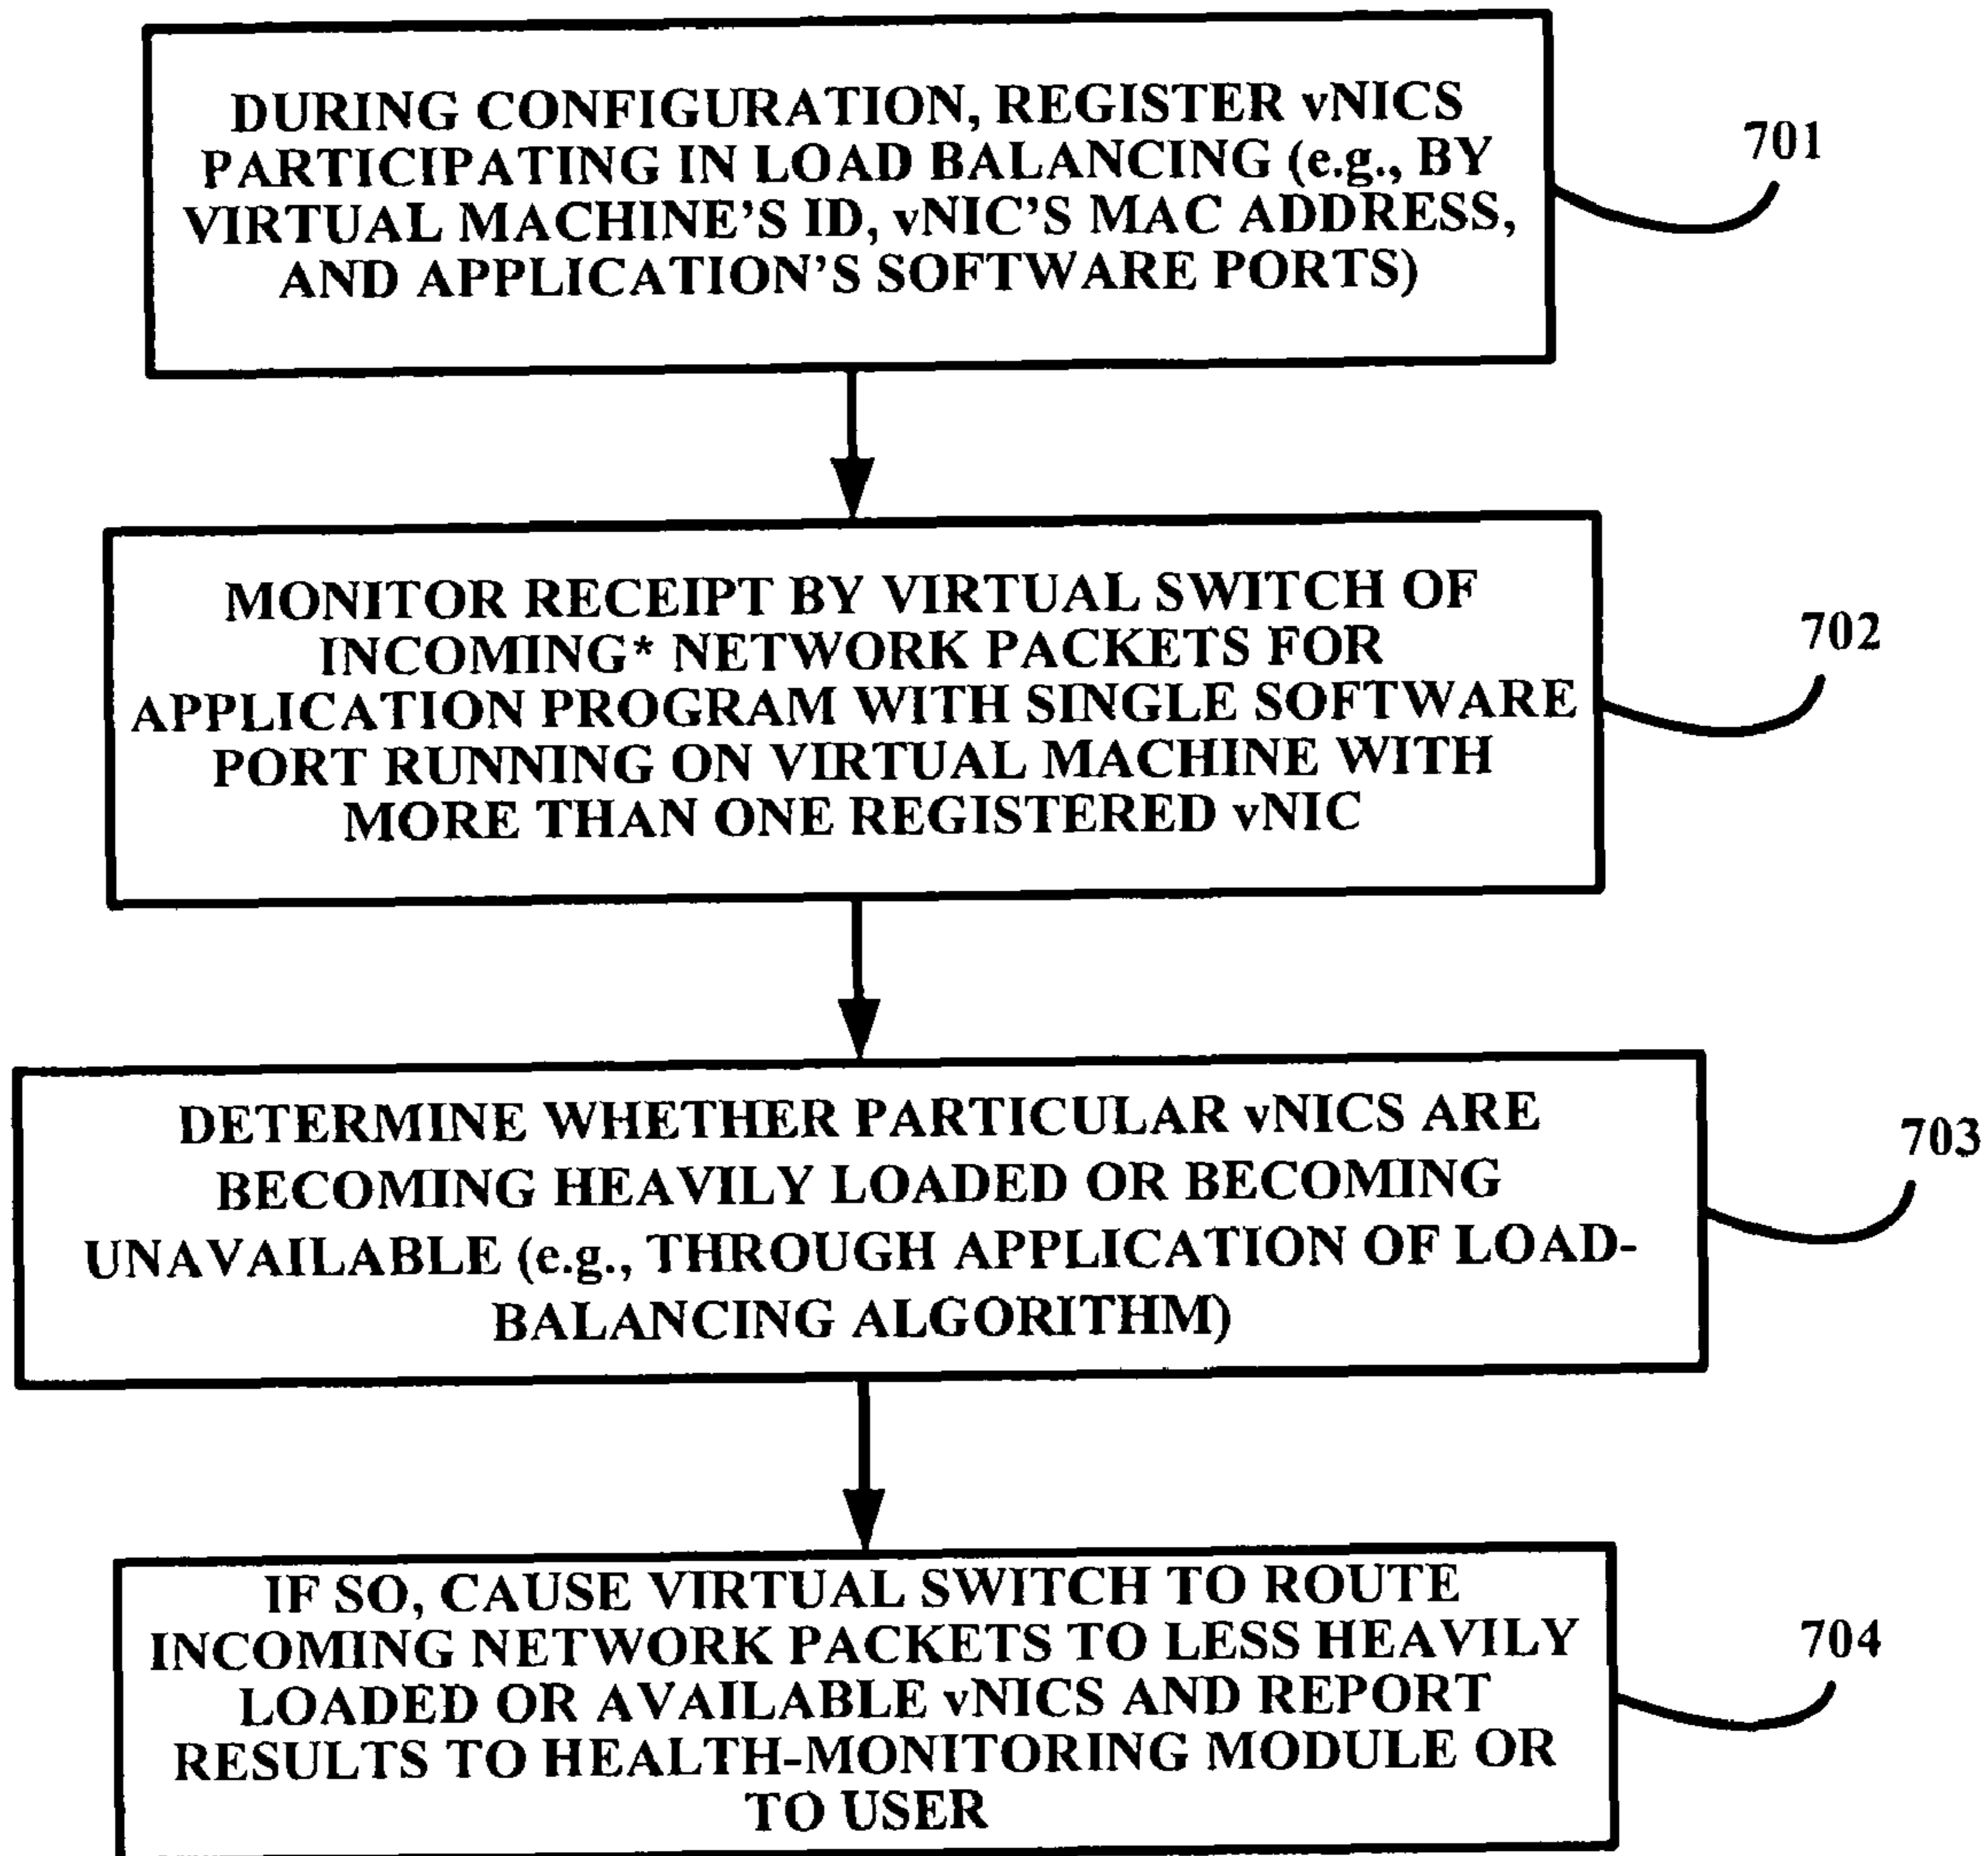 DURING CONFIGURATION, REGISTER vNICS
PARTICIPATING IN LOAD BALANCING (e.g., BY
VIRTUAL MACHINE'S ID, vNIC'S MAC ADDRESS,
AND APPLICATION'S SOFTWARE PORTS)
701
MONITOR RECEIPT BY VIRTUAL SWITCH OF
INCOMING* NETWORK PACKETS FOR
APPLICATION PROGRAM WITH SINGLE SOFTWARE
PORT RUNNING ON VIRTUAL MACHINE WITH
MORE THAN ONE REGISTERED vNIC
702
DETERMINE WHETHER PARTICULAR vNICS ARE
BECOMING HEAVILY LOADED OR BECOMING
UNAVAILABLE (e.g., THROUGH APPLICATION OF LOAD-
BALANCING ALGORITHM)
703
IF SO, CAUSE VIRTUAL SWITCH TO ROUTE
INCOMING NETWORK PACKETS TO LESS HEAVILY
LOADED OR AVAILABLE vNICS AND REPORT
RESULTS TO HEALTH-MONITORING MODULE OR
TO USER
704